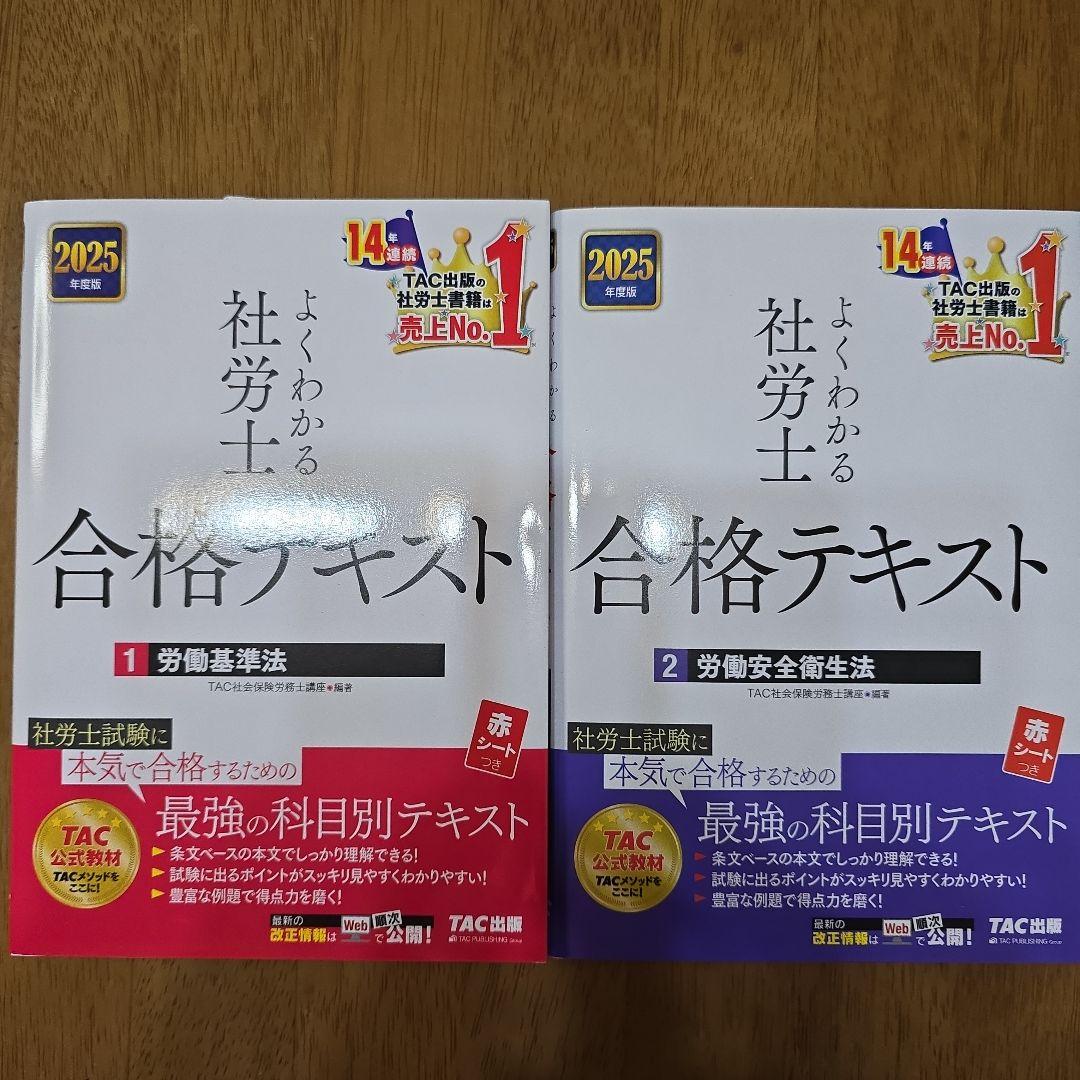 2025
年度版
14年
連続
TAC出版の
社労士書籍は
売上No.1
よくわかる
社労士
合格テキスト
1 労働基準法
TAC社会保険労務士講座◉編著
赤
シート
つき
社労士試験に
本気で合格するための
最強の科目別テキスト
TAC
公式教材
TACメソッドを
ここに!
条文ベースの本文でしっかり理解できる!
試験に出るポイントがスッキリ見やすくわかりやすい!
豊富な例題で得点力を磨く!
最新の
改正情報は
Webで
順次
公開!
TAC出版
TAC PUBLISHING Group
よくわかる
2025
年度版
14年
連続
TAC出版の
社労士書籍は
売上No.1
よくわかる
社労士
合格テキスト
2 労働安全衛生法
TAC社会保険労務士講座◉編著
赤
シート
つき
社労士試験に
本気で合格するための
最強の科目別テキスト
TAC
公式教材
TACメソッドを
ここに!
条文ベースの本文でしっかり理解できる!
試験に出るポイントがスッキリ見やすくわかりやすい!
豊富な例題で得点力を磨く!
最新の
改正情報は
Webで
順次
公開!
TAC出版
TAC PUBLISHING Group